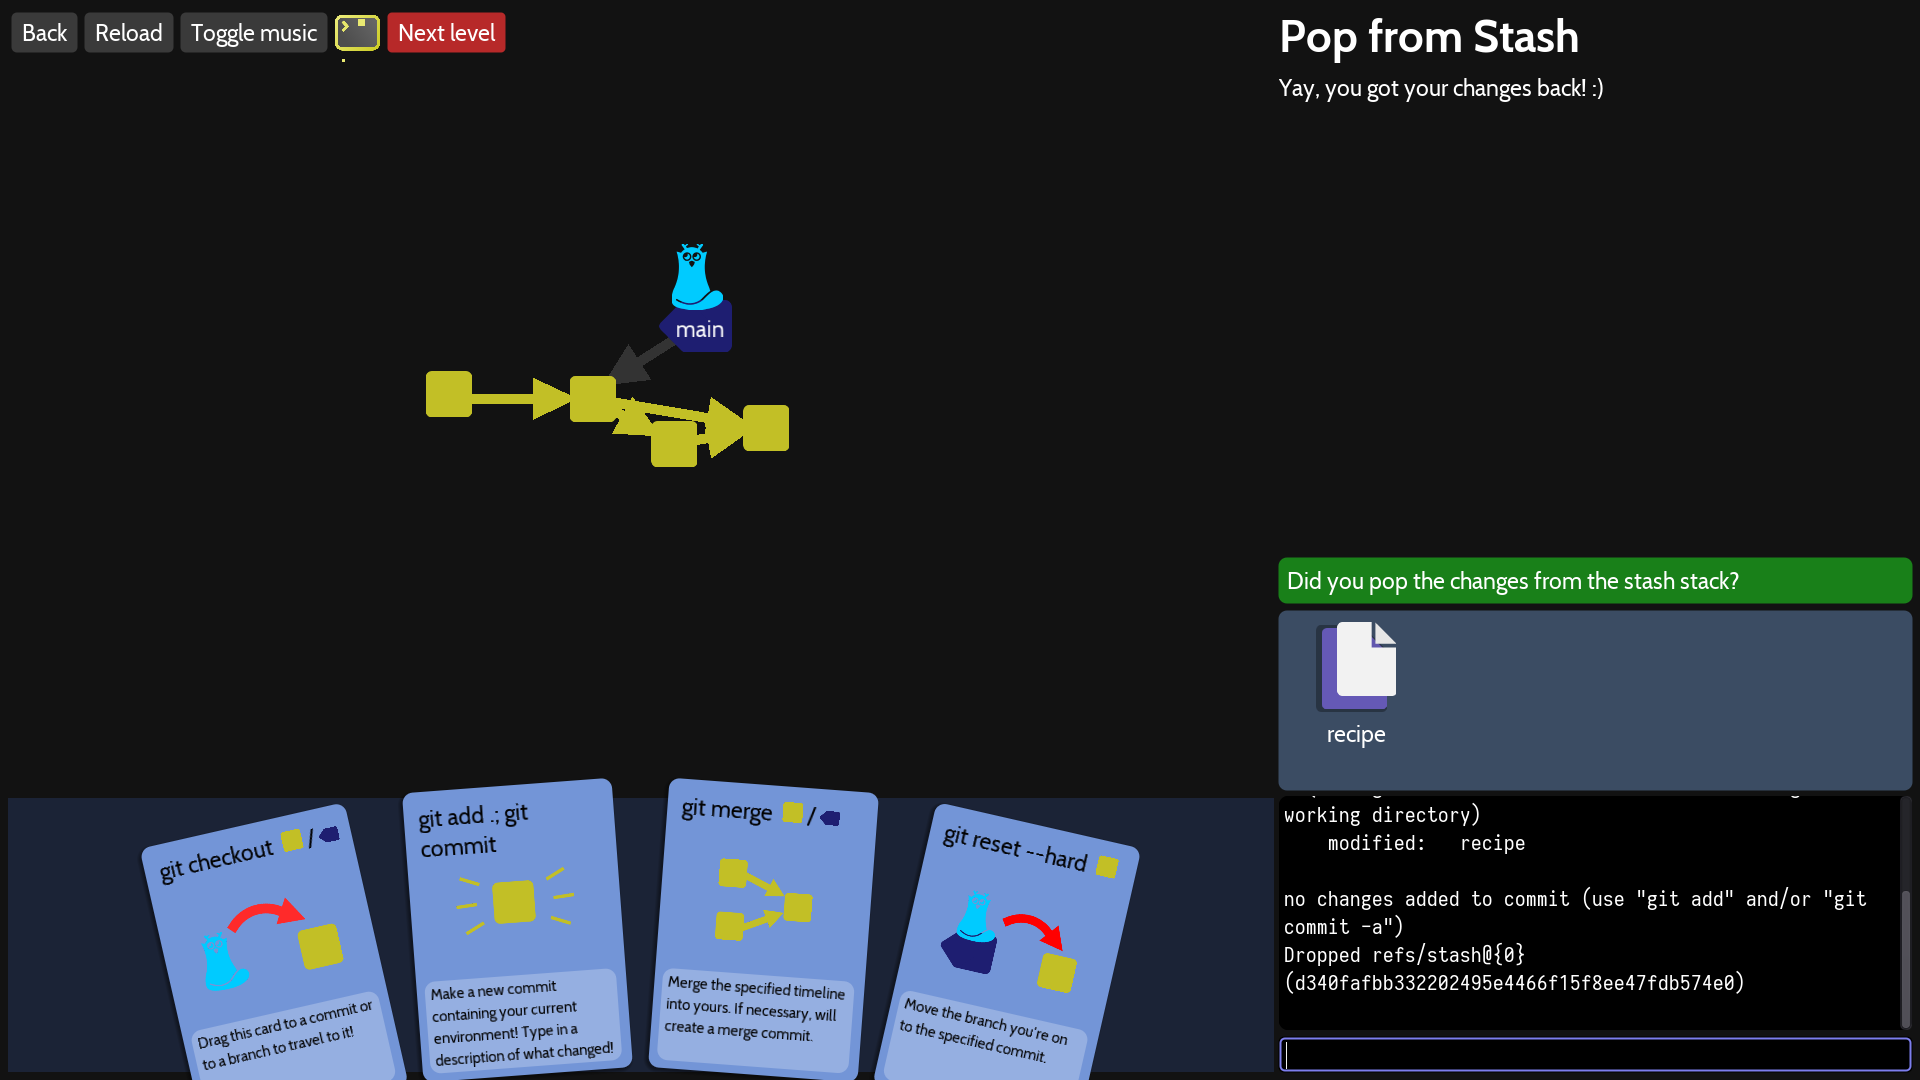 Back
Reload
Toggle music
Next level
Pop from Stash
Yay, you got your changes back! :)
main
Did you pop the changes from the stash stack?
recipe
working directory)
modified:   recipe
no changes added to commit (use "git add" and/or "git
commit -a")
Dropped refs/stash@{0}
(d340fafbb332202495e4466f15f8ee47fdb574e0)
git checkout /
Drag this card to a commit or
to a branch to travel to it!
git add .; git
commit
Make a new commit
containing your current
environment! Type in a
description of what changed!
git merge /
Merge the specified timeline
into yours. If necessary, will
create a merge commit.
git reset --hard
Move the branch you're on
to the specified commit.